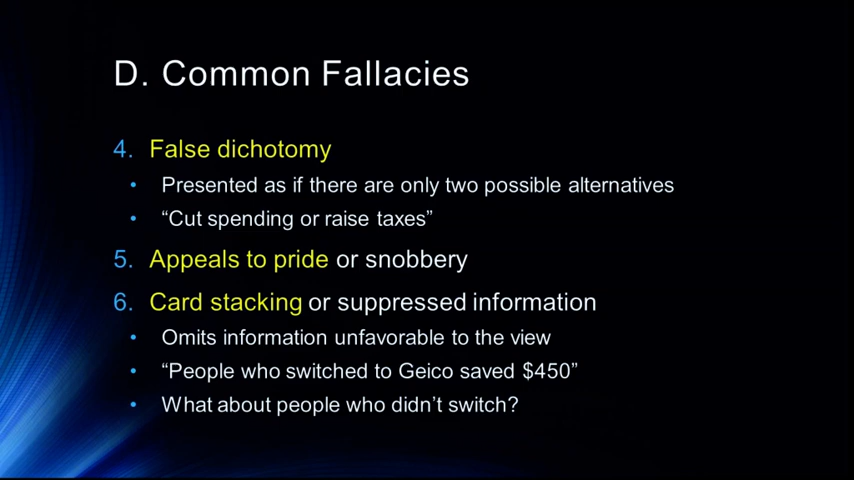 D. Common Fallacies
4. False dichotomy
• Presented as if there are only two possible alternatives
• “Cut spending or raise taxes”
5. Appeals to pride or snobbery
6. Card stacking or suppressed information
• Omits information unfavorable to the view
• “People who switched to Geico saved $450”
• What about people who didn’t switch?